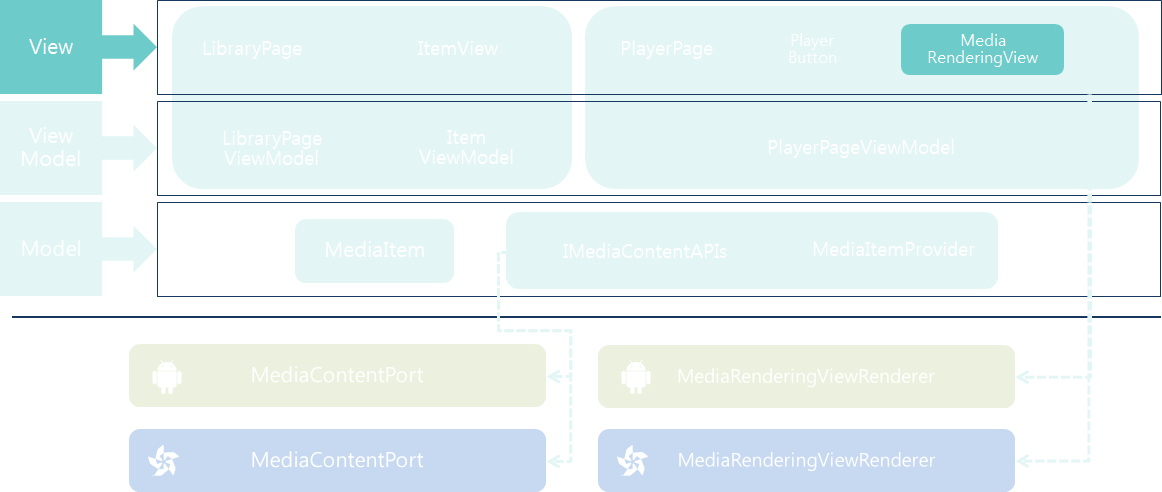 View
LibraryPage
ItemView
PlayerPage
Player
Button
Media
RenderingView
View
Model
LibraryPage
ViewModel
Item
ViewModel
PlayerPageViewModel
Model
MediaItem
IMediaContentAPIs
MediaItemProvider
MediaContentPort
MediaRenderingViewRenderer
MediaContentPort
MediaRenderingViewRenderer